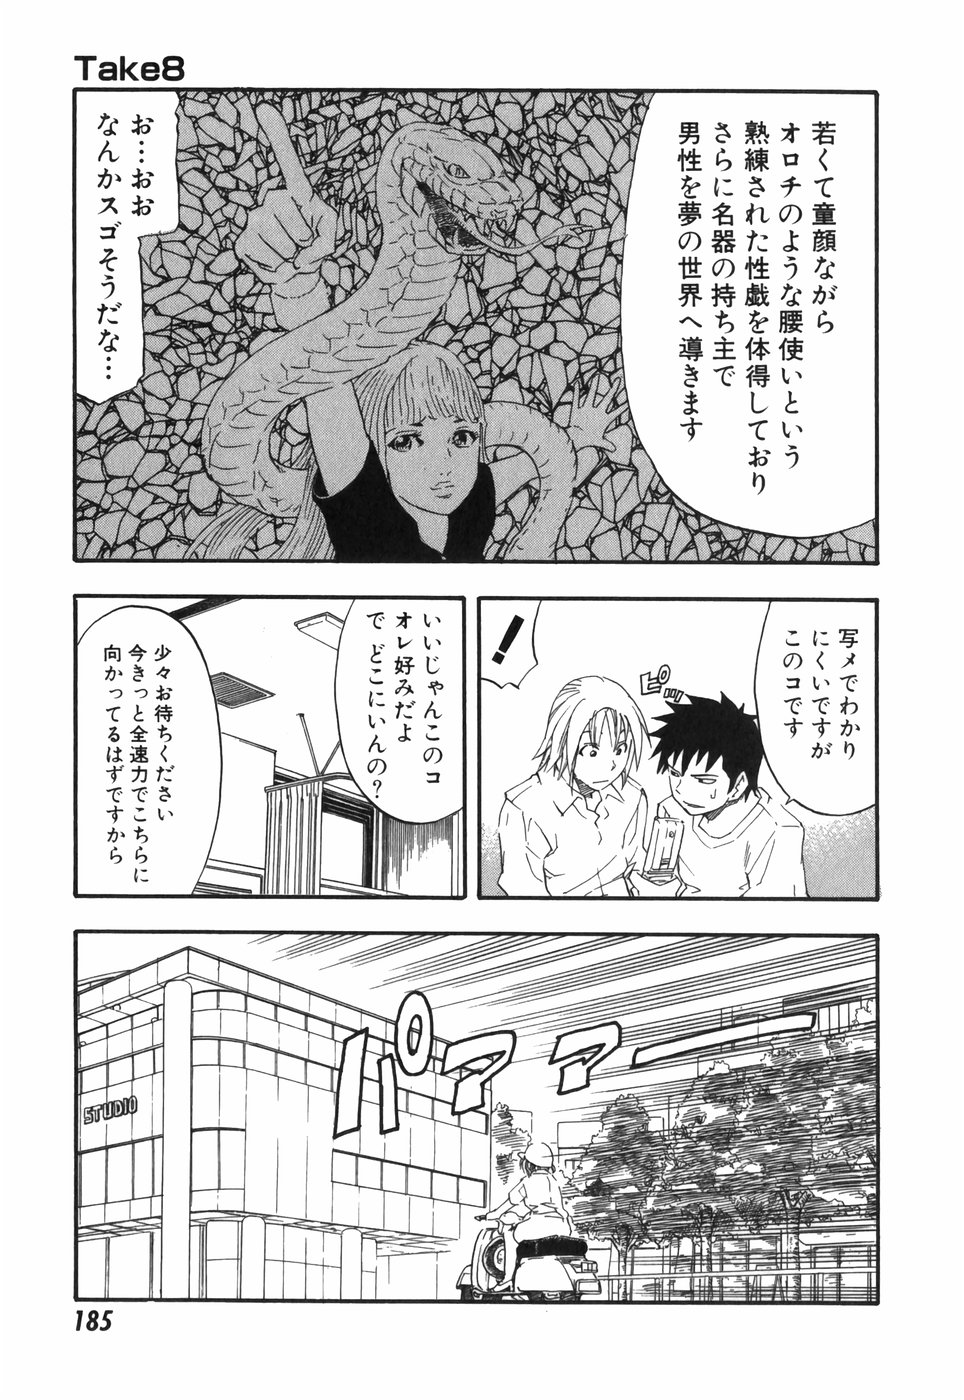 Take8
若くて童顔ながら
オロチのような腰使いという
熟練された性戯を体得しており
さらに名器の持ち主で
男性を夢の世界へ導きます
お…おお
なんかスゴそうだな…
写メでわかり
にくいですが
このコです
ピッ
!
いいじゃんこのコ
オレ好みだよ
で どこにいんの?
少々お待ちください
今きっと全速力でこちらに
向かってるはずですから
パアアー
STUDIO
185